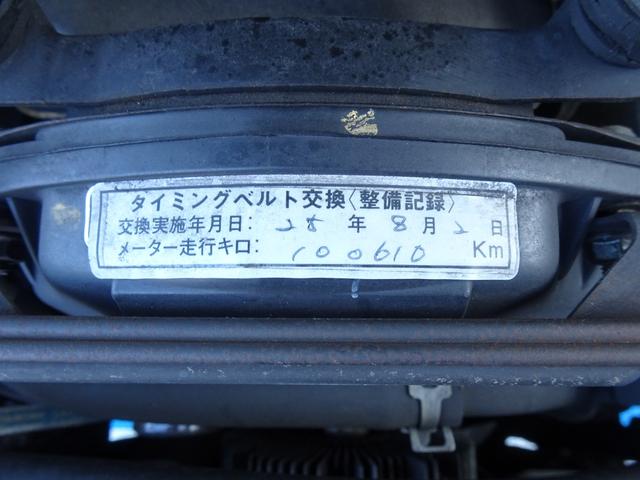 タイミングベルト交換〈整備記録〉
交換実施年月日: 28 年 8 月 2 日
メーター走行キロ: 100610 Km